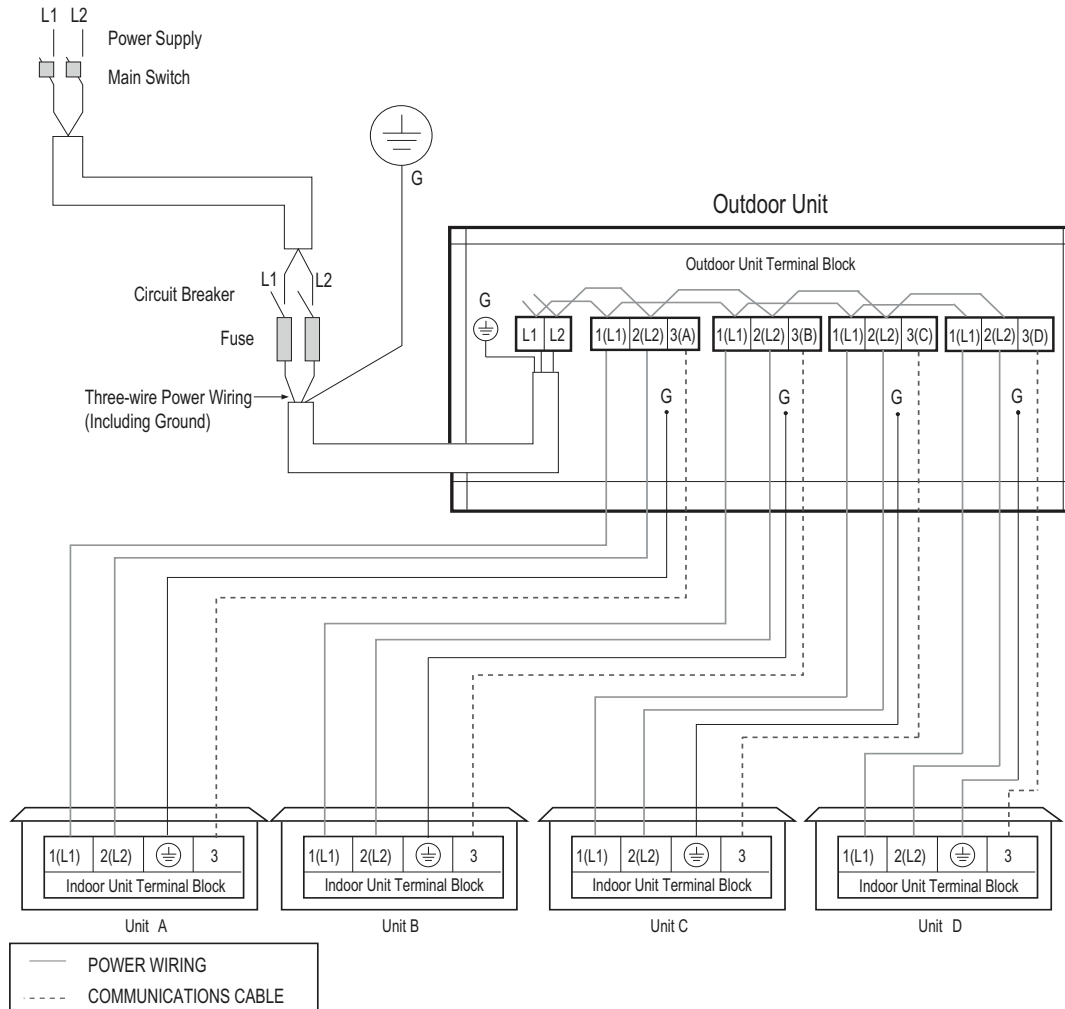 L1 L2
Power Supply
Main Switch
G
Outdoor Unit
Outdoor Unit Terminal Block
L1 L2
Circuit Breaker
Fuse
G
L1 L2
1(L1) 2(L2) 3(A)
1(L1) 2(L2) 3(B)
1(L1) 2(L2) 3(C)
1(L1) 2(L2) 3(D)
Three-wire Power Wiring
(Including Ground)
G
G
G
G
1(L1) 2(L2) 3
Indoor Unit Terminal Block
Unit A
1(L1) 2(L2) 3
Indoor Unit Terminal Block
Unit B
1(L1) 2(L2) 3
Indoor Unit Terminal Block
Unit C
1(L1) 2(L2) 3
Indoor Unit Terminal Block
Unit D
POWER WIRING
COMMUNICATIONS CABLE